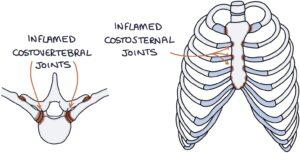 INFLAMED
COSTOVERTEBRAL
JOINTS
INFLAMED
COSTOSTERNAL
JOINTS